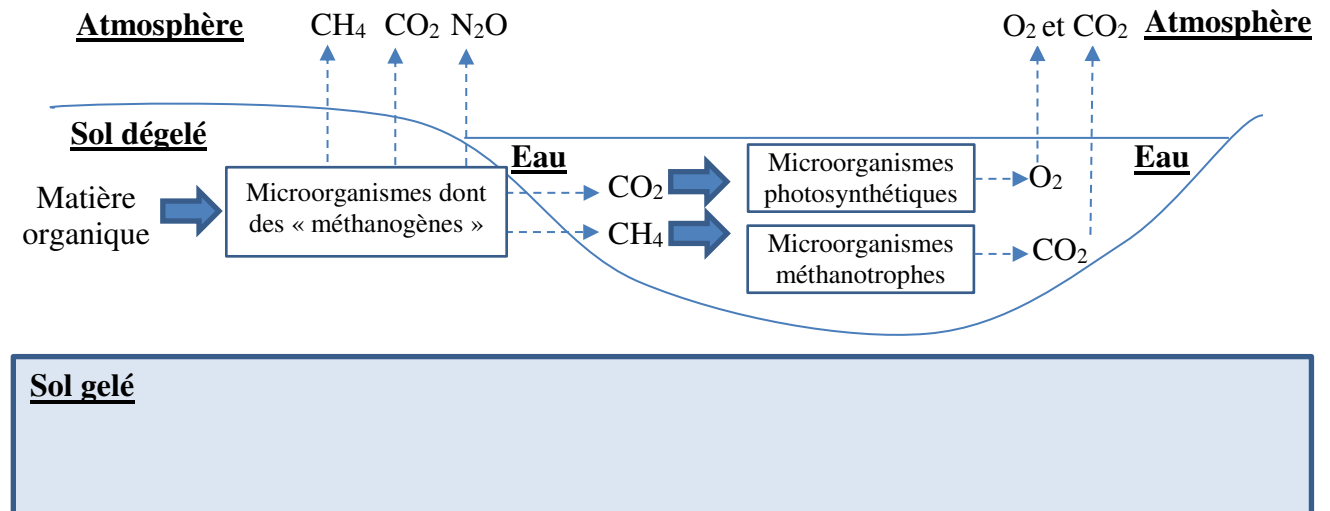 Atmosphère CH4 CO2 N2O O2 et CO2 Atmosphère
Sol dégelé
Eau
Eau
Matière
organique
Microorganismes dont
des « méthanogènes »
CO2
CH4
Microorganismes
photosynthétiques
O2
Microorganismes
méthanotrophes
CO2
Sol gelé